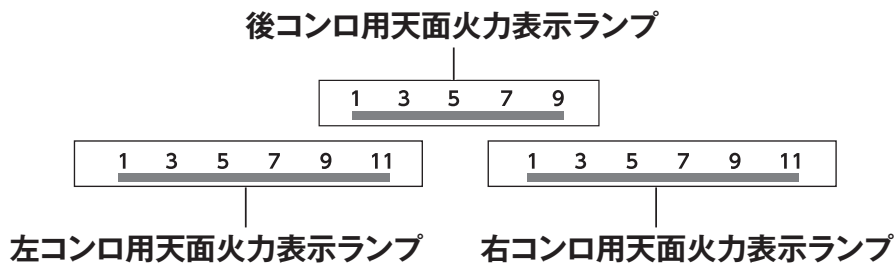 後コンロ用天面火力表示ランプ
1 3 5 7 9
1 3 5 7 9 11
1 3 5 7 9 11
左コンロ用天面火力表示ランプ
右コンロ用天面火力表示ランプ